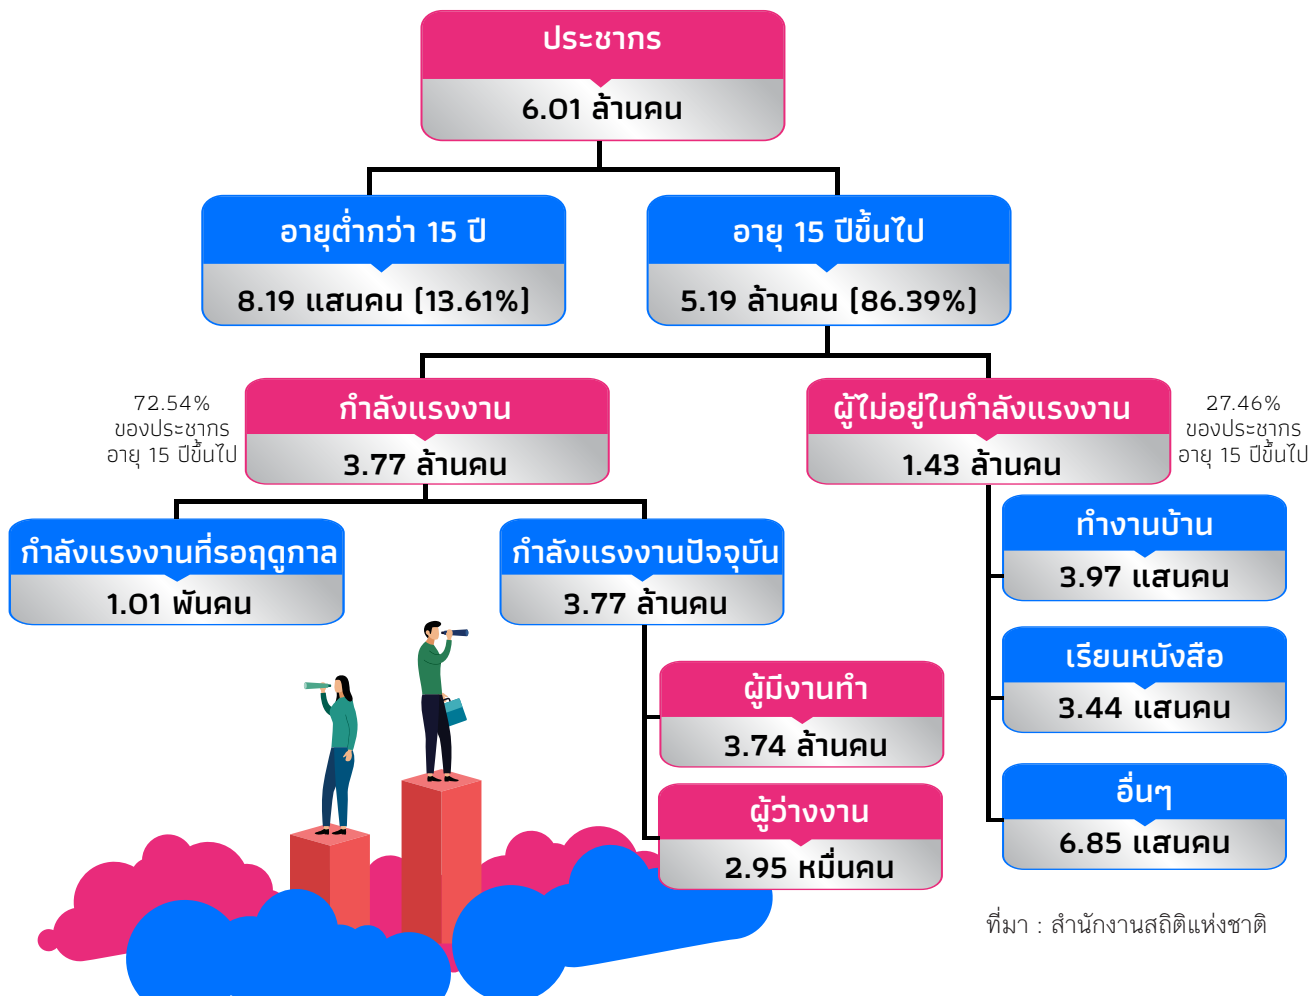 ประชากร
6.01 ล้านคน
อายุต่ำกว่า 15 ปี
8.19 แสนคน (13.61%)
อายุ 15 ปีขึ้นไป
5.19 ล้านคน (86.39%)
72.54%
ของประชากร
อายุ 15 ปีขึ้นไป
กำลังแรงงาน
3.77 ล้านคน
ผู้ไม่อยู่ในกำลังแรงงาน
1.43 ล้านคน
27.46%
ของประชากร
อายุ 15 ปีขึ้นไป
กำลังแรงงานที่รอฤดูกาล
1.01 พันคน
กำลังแรงงานปัจจุบัน
3.77 ล้านคน
ทำงานบ้าน
3.97 แสนคน
ผู้มีงานทำ
3.74 ล้านคน
เรียนหนังสือ
3.44 แสนคน
ผู้ว่างงาน
2.95 หมื่นคน
อื่นๆ
6.85 แสนคน
ที่มา : สำนักงานสถิติแห่งชาติ